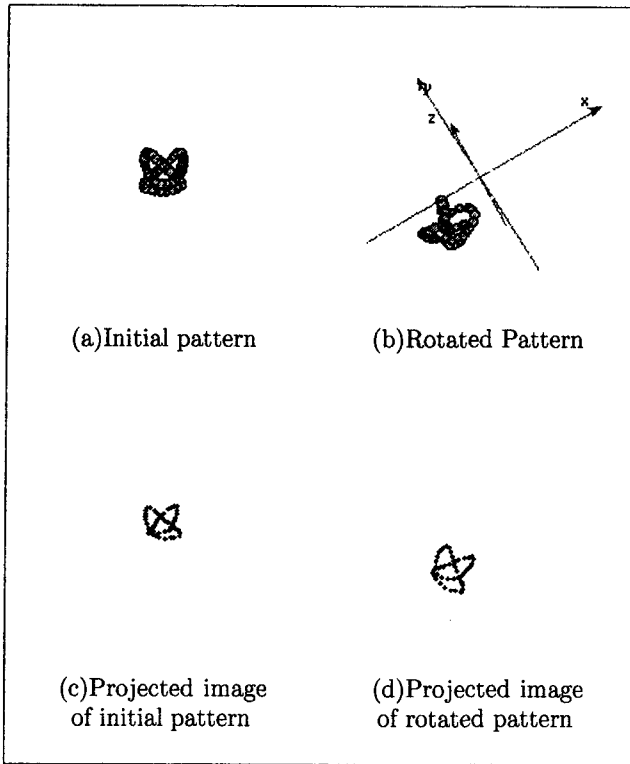 y
x
z
(a)Initial pattern
(b)Rotated Pattern
(c)Projected image
of initial pattern
(d)Projected image
of rotated pattern